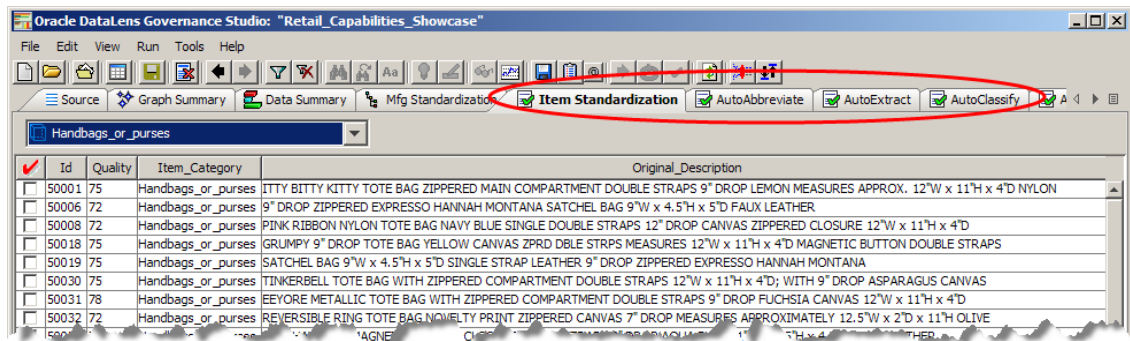 Oracle DataLens Governance Studio: "Retail_Capabilities_Showcase"
File Edit View Run Tools Help
Aa @
Source Graph Summary Data Summary Mfg Standardization Item Standardization AutoAbbreviate AutoExtract AutoClassify A
Handbags_or_purses
Id Quality Item_Category Original_Description
50001 75 Handbags_or_purses ITTY BITTY KITTY TOTE BAG ZIPPERED MAIN COMPARTMENT DOUBLE STRAPS 9" DROP LEMON MEASURES APPROX. 12"W x 11"H x 4"D NYLON
50006 72 Handbags_or_purses 9" DROP ZIPPERED EXPRESSO HANNAH MONTANA SATCHEL BAG 9"W x 4.5"H x 5"D FAUX LEATHER
50008 72 Handbags_or_purses PINK RIBBON NYLON TOTE BAG NAVY BLUE SINGLE DOUBLE STRAPS 12" DROP CANVAS ZIPPERED CLOSURE 12"W x 11"H x 4"D
50018 75 Handbags_or_purses GRUMPY 9" DROP TOTE BAG YELLOW CANVAS ZPRD DBLE STRPS MEASURES 12"W x 11"H x 4"D MAGNETIC BUTTON DOUBLE STRAPS
50019 75 Handbags_or_purses SATCHEL BAG 9"W x 4.5"H x 5"D SINGLE STRAP LEATHER 9" DROP ZIPPERED EXPRESSO HANNAH MONTANA
50030 75 Handbags_or_purses TINKERBELL TOTE BAG WITH ZIPPERED COMPARTMENT DOUBLE STRAPS 12"W x 11"H x 4"D; WITH 9" DROP ASPARAGUS CANVAS
50031 78 Handbags_or_purses EEYORE METALLIC TOTE BAG WITH ZIPPERED COMPARTMENT DOUBLE STRAPS 9" DROP FUCHSIA CANVAS 12"W x 11"H x 4"D
50032 72 Handbags_or_purses REVERSIBLE RING TOTE BAG NOVELTY PRINT ZIPPERED CANVAS 7" DROP MEASURES APPROXIMATELY 12.5"W x 2"D x 11"H OLIVE